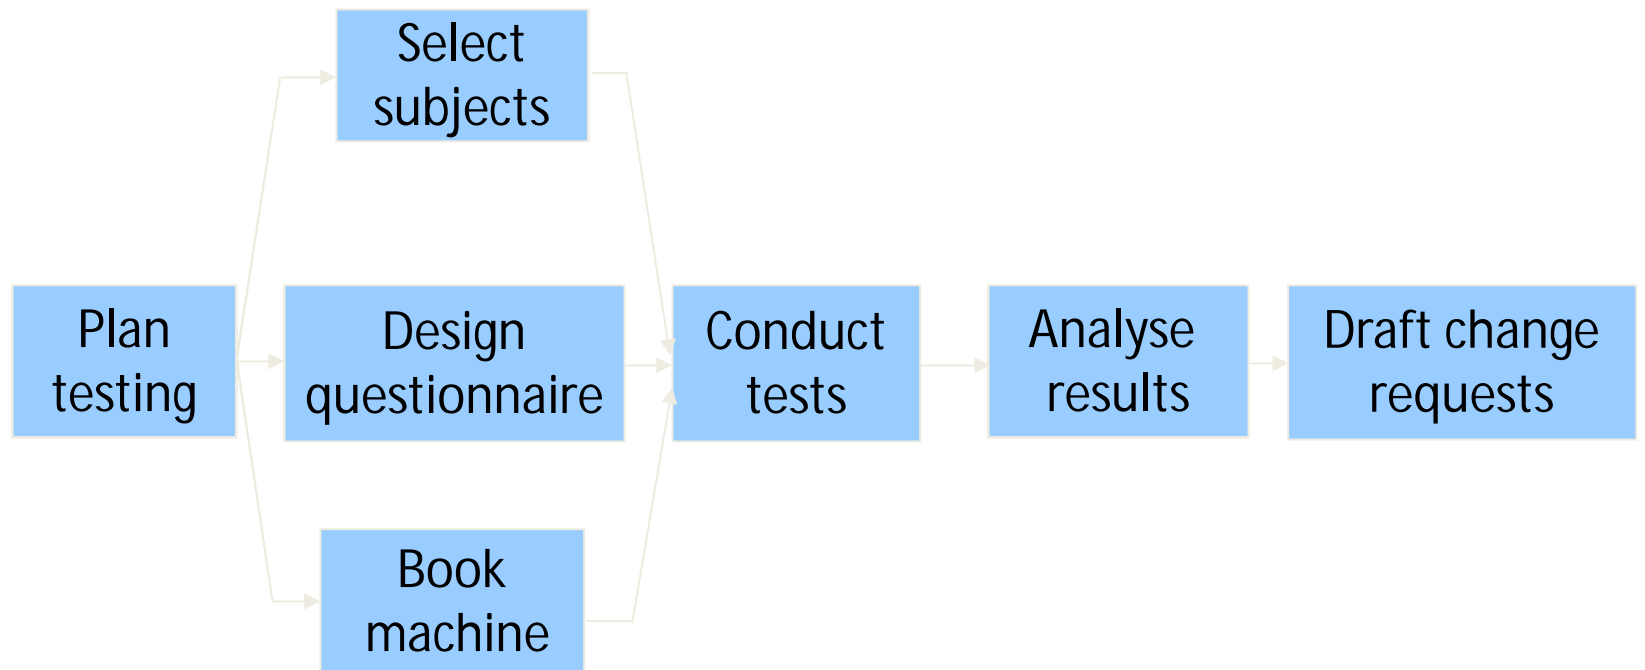 Select
subjects
Plan
testing
Design
questionnaire
Conduct
tests
Analyse
results
Draft change
requests
Book
machine